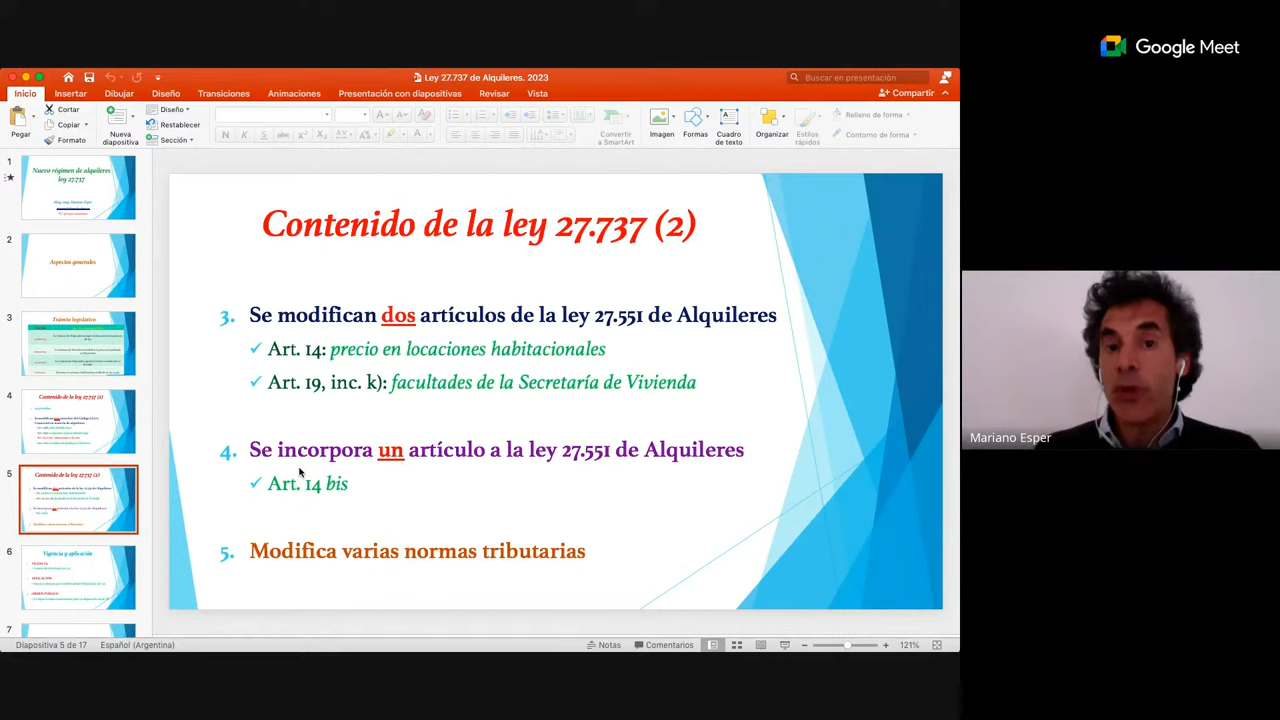 Google Meet
Ley 27.737 de Alquileres. 2023
Buscar en presentación
Inicio Insertar Dibujar Diseño Transiciones Animaciones Presentación con diapositivas Revisar Vista
Compartir
Pegar
Cortar
Copiar
Formato
Nueva diapositiva
Diseño
Restablecer
Sección
Convertir a SmartArt
Imagen
Formas
Cuadro de texto
Organizar
Estilos rápidos
Relleno de forma
Contorno de forma
1
Nuevo régimen de alquileres
ley 27.737
2
Aspectos generales
3
Trámite legislativo
4
Contenido de la ley 27.737 (1)
5
Contenido de la ley 27.737 (2)
6
Vigencia y aplicación
7
Contenido de la ley 27.737 (2)
3. Se modifican dos artículos de la ley 27.551 de Alquileres
✓ Art. 14: precio en locaciones habitacionales
✓ Art. 19, inc. k): facultades de la Secretaría de Vivienda
4. Se incorpora un artículo a la ley 27.551 de Alquileres
✓ Art. 14 bis
5. Modifica varias normas tributarias
Mariano Esper
Diapositiva 5 de 17 Español (Argentina)
Notas Comentarios 121%